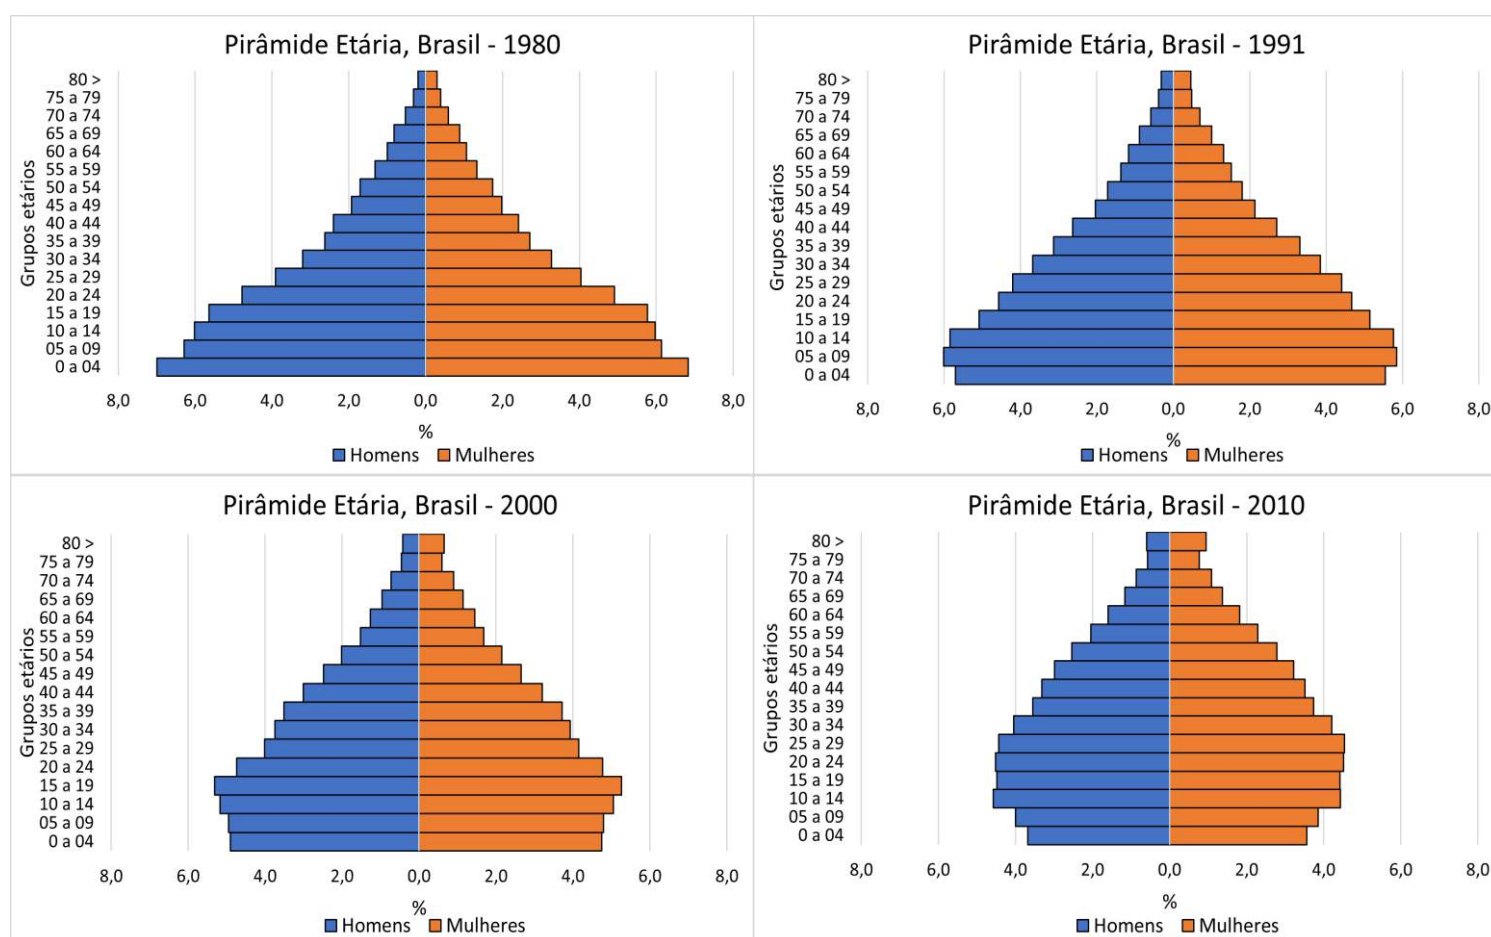 Pirâmide Etária, Brasil - 1980
Grupos etários
80 >
75 a 79
70 a 74
65 a 69
60 a 64
55 a 59
50 a 54
45 a 49
40 a 44
35 a 39
30 a 34
25 a 29
20 a 24
15 a 19
10 a 14
05 a 09
0 a 04
8,0 6,0 4,0 2,0 0,0 2,0 4,0 6,0 8,0
%
Homens Mulheres
Pirâmide Etária, Brasil - 1991
Grupos etários
80 >
75 a 79
70 a 74
65 a 69
60 a 64
55 a 59
50 a 54
45 a 49
40 a 44
35 a 39
30 a 34
25 a 29
20 a 24
15 a 19
10 a 14
05 a 09
0 a 04
8,0 6,0 4,0 2,0 0,0 2,0 4,0 6,0 8,0
%
Homens Mulheres
Pirâmide Etária, Brasil - 2000
Grupos etários
80 >
75 a 79
70 a 74
65 a 69
60 a 64
55 a 59
50 a 54
45 a 49
40 a 44
35 a 39
30 a 34
25 a 29
20 a 24
15 a 19
10 a 14
05 a 09
0 a 04
8,0 6,0 4,0 2,0 0,0 2,0 4,0 6,0 8,0
%
Homens Mulheres
Pirâmide Etária, Brasil - 2010
Grupos etários
80 >
75 a 79
70 a 74
65 a 69
60 a 64
55 a 59
50 a 54
45 a 49
40 a 44
35 a 39
30 a 34
25 a 29
20 a 24
15 a 19
10 a 14
05 a 09
0 a 04
8,0 6,0 4,0 2,0 0,0 2,0 4,0 6,0 8,0
%
Homens Mulheres